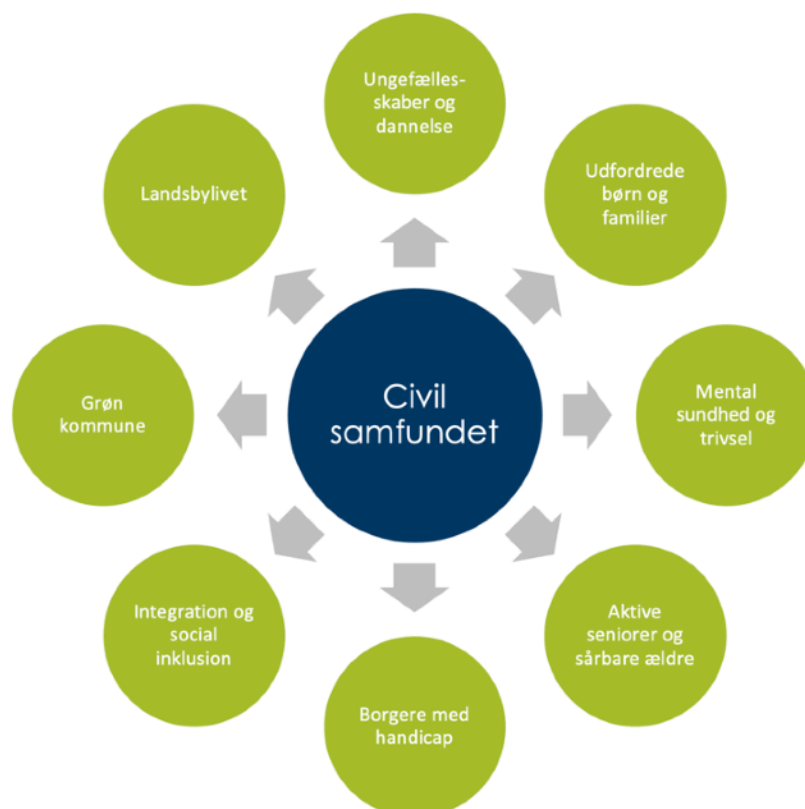 Ungefælles-
skaber og
dannelse
Udfordrede
børn og
familier
Mental
sundhed og
trivsel
Aktive
seniorer og
sårbare ældre
Borgere med
handicap
Integration og
social
inklusion
Grøn
kommune
Landsbylivet
Civil
samfundet